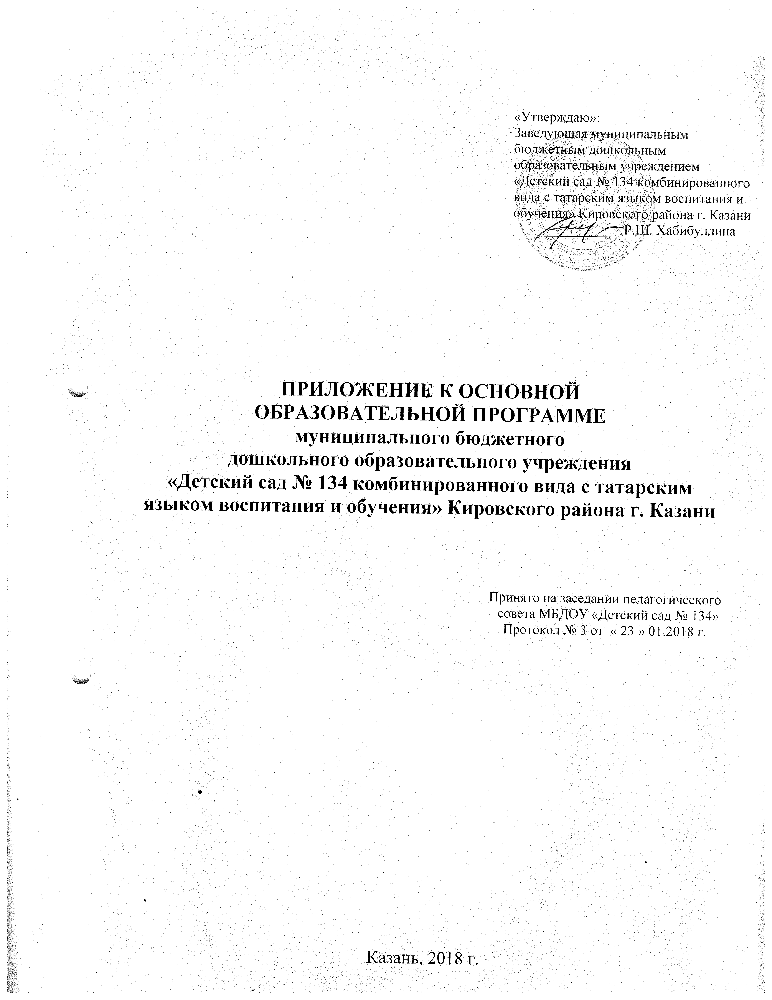 «Утверждаю»:
Заведующая муниципальным
бюджетным дошкольным
образовательным учреждением
«Детский сад № 134 комбинированного
вида с татарским языком воспитания и
обучения» Кировского района г. Казани
Р.Ш. Хабибуллина
ПРИЛОЖЕНИЕ К ОСНОВНОЙ
ОБРАЗОВАТЕЛЬНОЙ ПРОГРАММЕ
муниципального бюджетного
дошкольного образовательного учреждения
«Детский сад № 134 комбинированного вида с татарским
языком воспитания и обучения» Кировского района г. Казани
Принято на заседании педагогического
совета МБДОУ «Детский сад № 134»
Протокол № 3 от « 23 » 01.2018 г.
Казань, 2018 г.